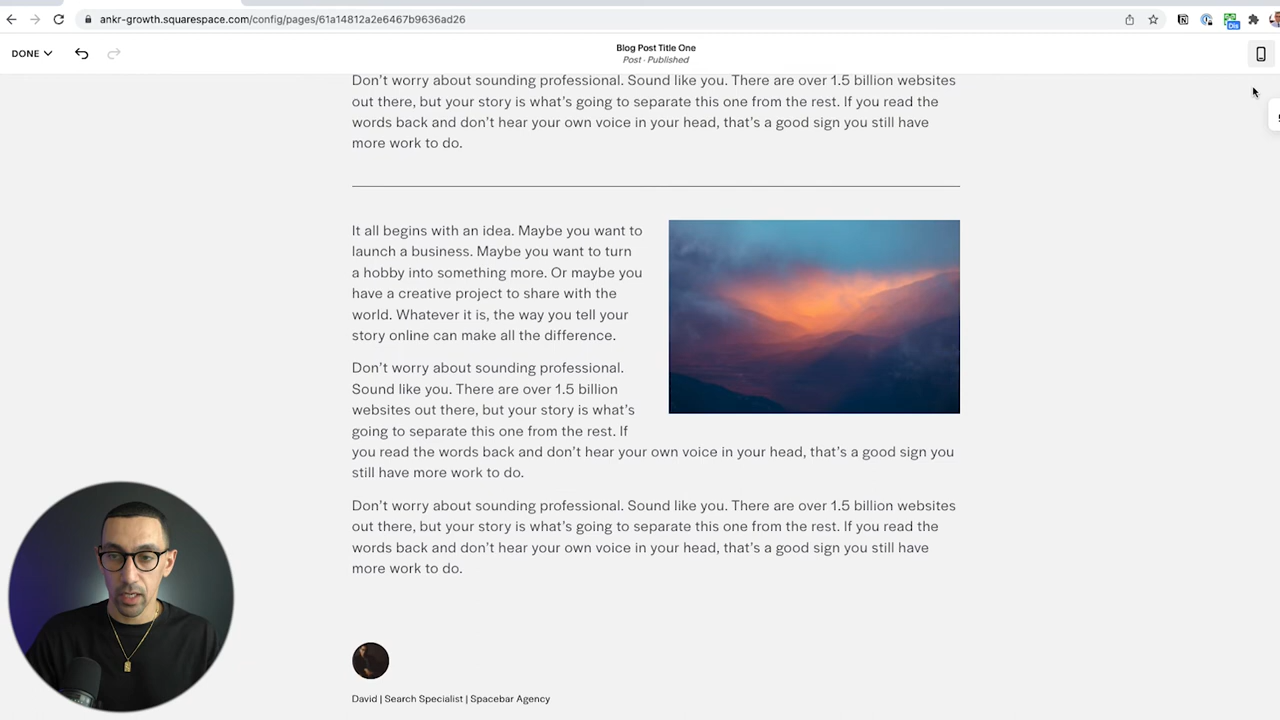 ankr-growth.squarespace.com/config/pages/61a14812a2e6467b9636ad26
Dis
DONE
Blog Post Title One
Post · Published
Don't worry about sounding professional. Sound like you. There are over 1.5 billion websites
out there, but your story is what's going to separate this one from the rest. If you read the
words back and don't hear your own voice in your head, that's a good sign you still have
more work to do.
It all begins with an idea. Maybe you want to
launch a business. Maybe you want to turn
a hobby into something more. Or maybe you
have a creative project to share with the
world. Whatever it is, the way you tell your
story online can make all the difference.
Don't worry about sounding professional.
Sound like you. There are over 1.5 billion
websites out there, but your story is what's
going to separate this one from the rest. If
you read the words back and don't hear your own voice in your head, that's a good sign you
still have more work to do.
Don't worry about sounding professional. Sound like you. There are over 1.5 billion websites
out there, but your story is what's going to separate this one from the rest. If you read the
words back and don't hear your own voice in your head, that's a good sign you still have
more work to do.
David | Search Specialist | Spacebar Agency